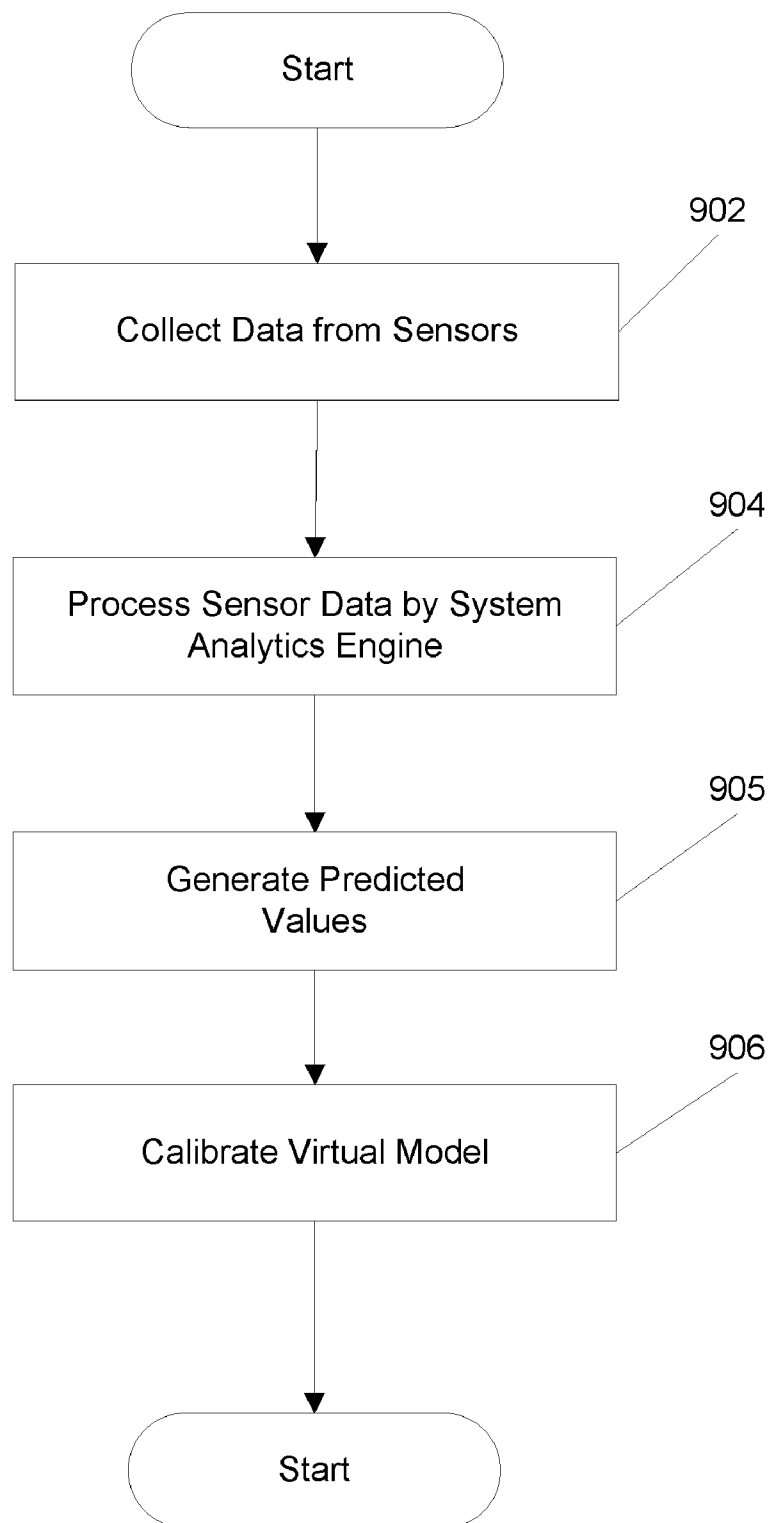 Start
902
Collect Data from Sensors
904
Process Sensor Data by System
Analytics Engine
905
Generate Predicted
Values
906
Calibrate Virtual Model
Start